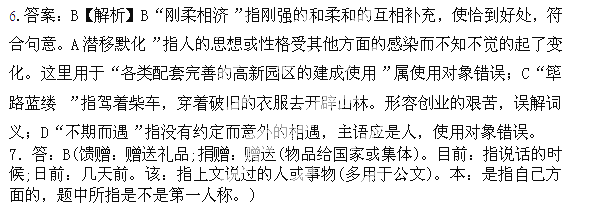 6.答案：B【解析】B“刚柔相济”指刚强的和柔和的互相补充，使恰到好处，符
合句意。A 潜移默化”指人的思想或性格受其他方面的感染而不知不觉的起了变
化。这里用于“各类配套完善的高新园区的建成使用”属使用对象错误；C“筚
路蓝缕 ”指驾着柴车，穿着破旧的衣服去开辟山林。形容创业的艰苦，误解词
义；D“不期而遇”指没有约定而意外的相遇，主语应是人，使用对象错误。
7．答：B(馈赠：赠送礼品;捐赠：赠送(物品给国家或集体)。目前：指说话的时
候;日前：几天前。该：指上文说过的人或事物(多用于公文)。本：是指自己方
面的，题中所指是不是第一人称。)